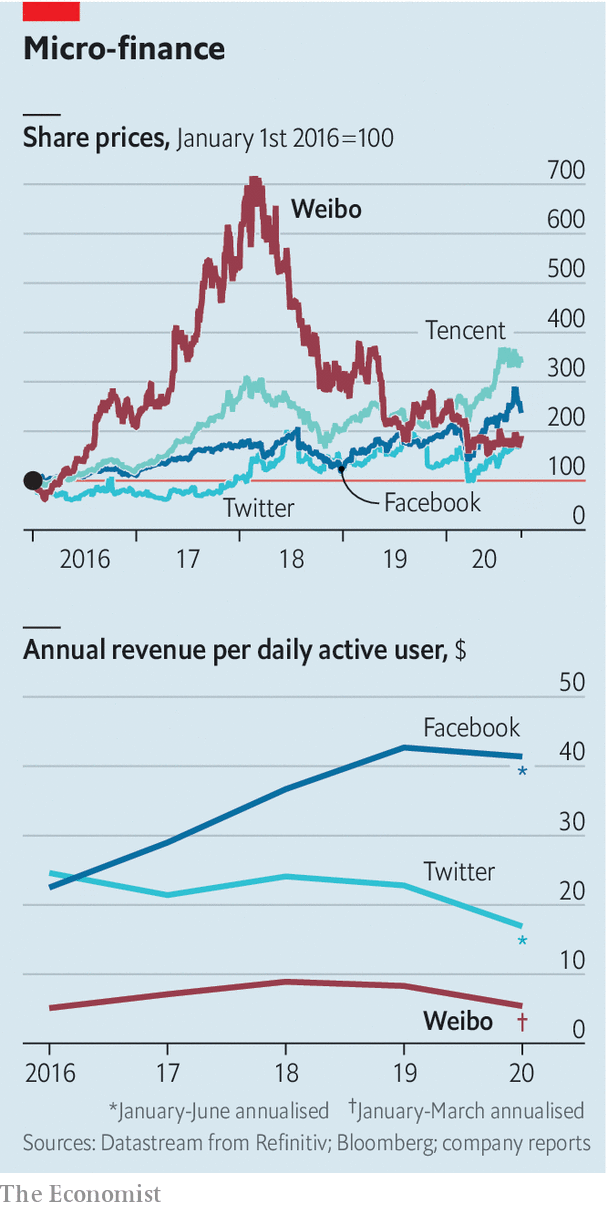 Micro-finance
Share prices, January 1st 2016=100
700
Weibo
600
500
Tencent
400
300
200
100
Twitter
Facebook
0
2016 17 18 19 20
Annual revenue per daily active user, $
50
Facebook
40
*
30
Twitter
20
*
10
Weibo †
0
2016 17 18 19 20
*January-June annualised †January-March annualised
Sources: Datastream from Refinitiv; Bloomberg; company reports
The Economist